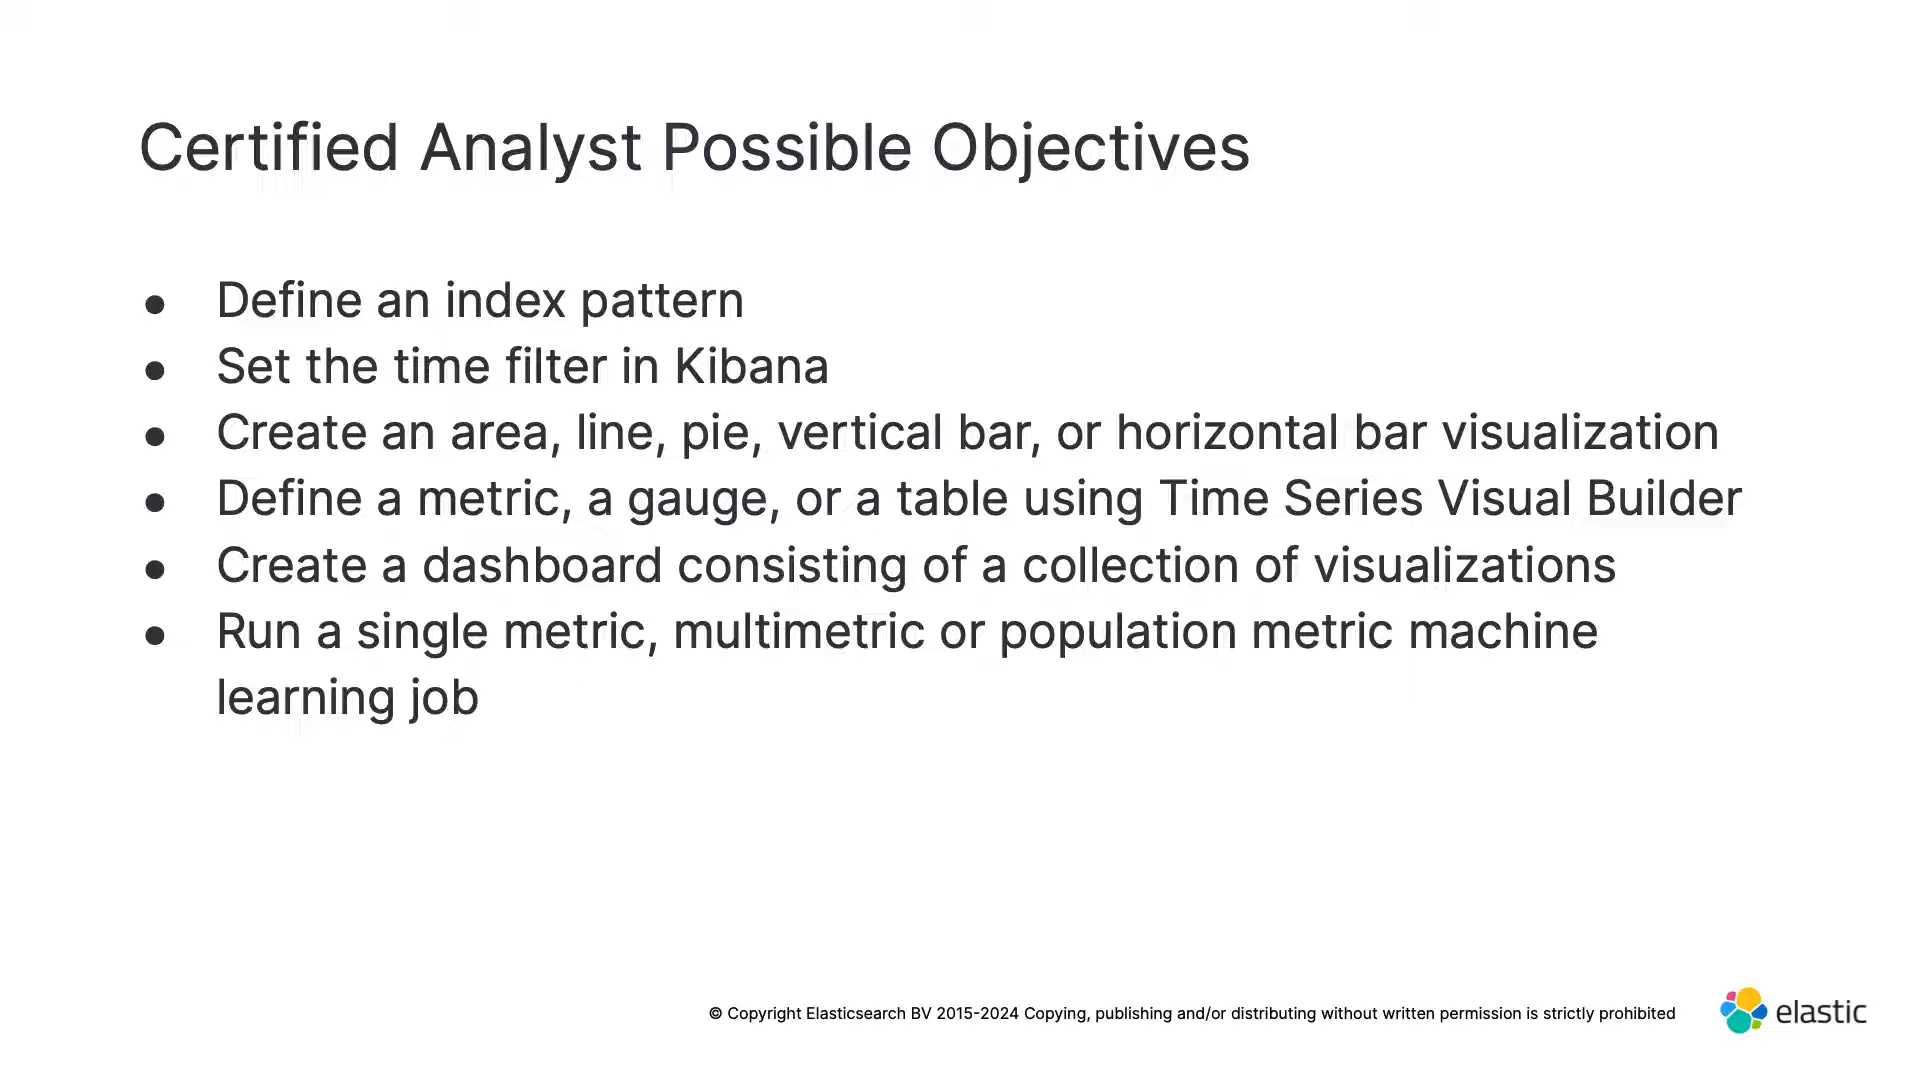 Certified Analyst Possible Objectives
● Define an index pattern
● Set the time filter in Kibana
● Create an area, line, pie, vertical bar, or horizontal bar visualization
● Define a metric, a gauge, or a table using Time Series Visual Builder
● Create a dashboard consisting of a collection of visualizations
● Run a single metric, multimetric or population metric machine
learning job
© Copyright Elasticsearch BV 2015-2024 Copying, publishing and/or distributing without written permission is strictly prohibited
elastic